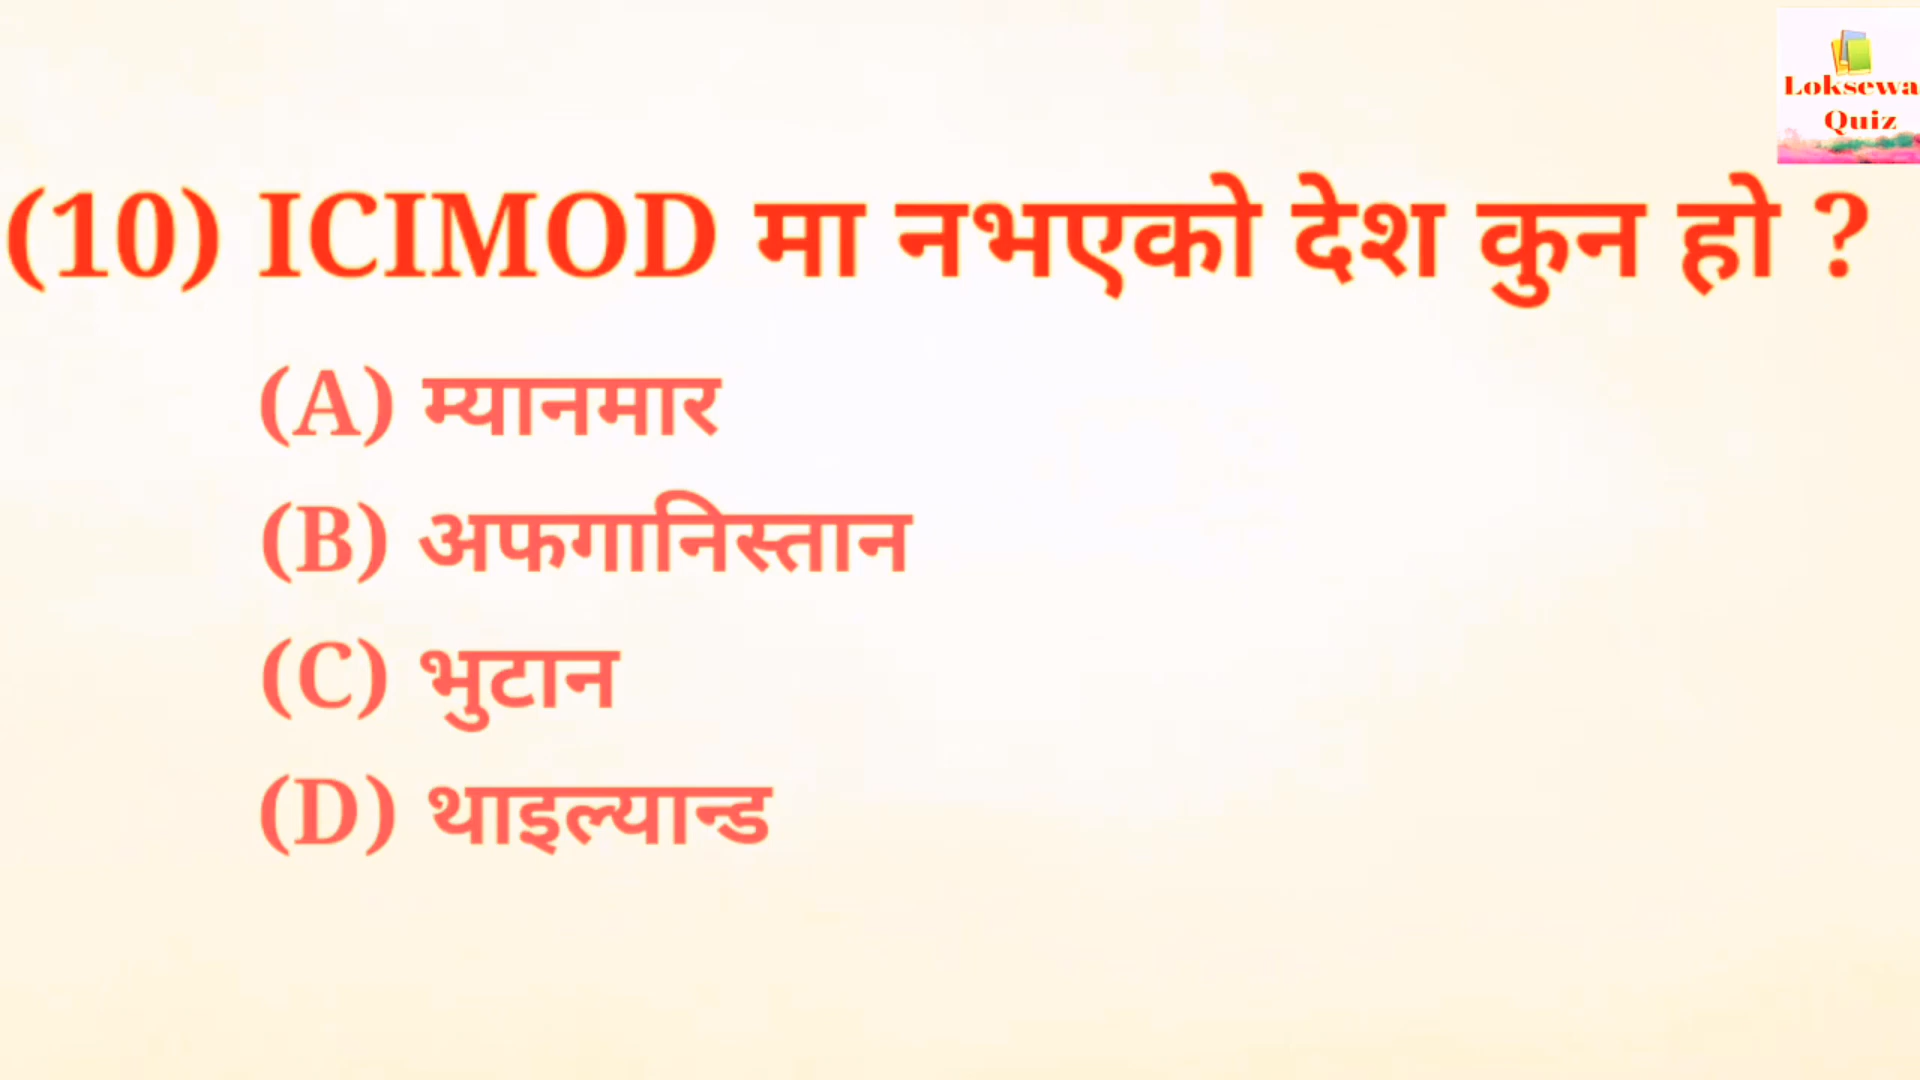 Loksewa
Quiz
(10) ICIMOD मा नभएको देश कुन हो ?
(A) म्यानमार
(B) अफगानिस्तान
(C) भुटान
(D) थाइल्यान्ड